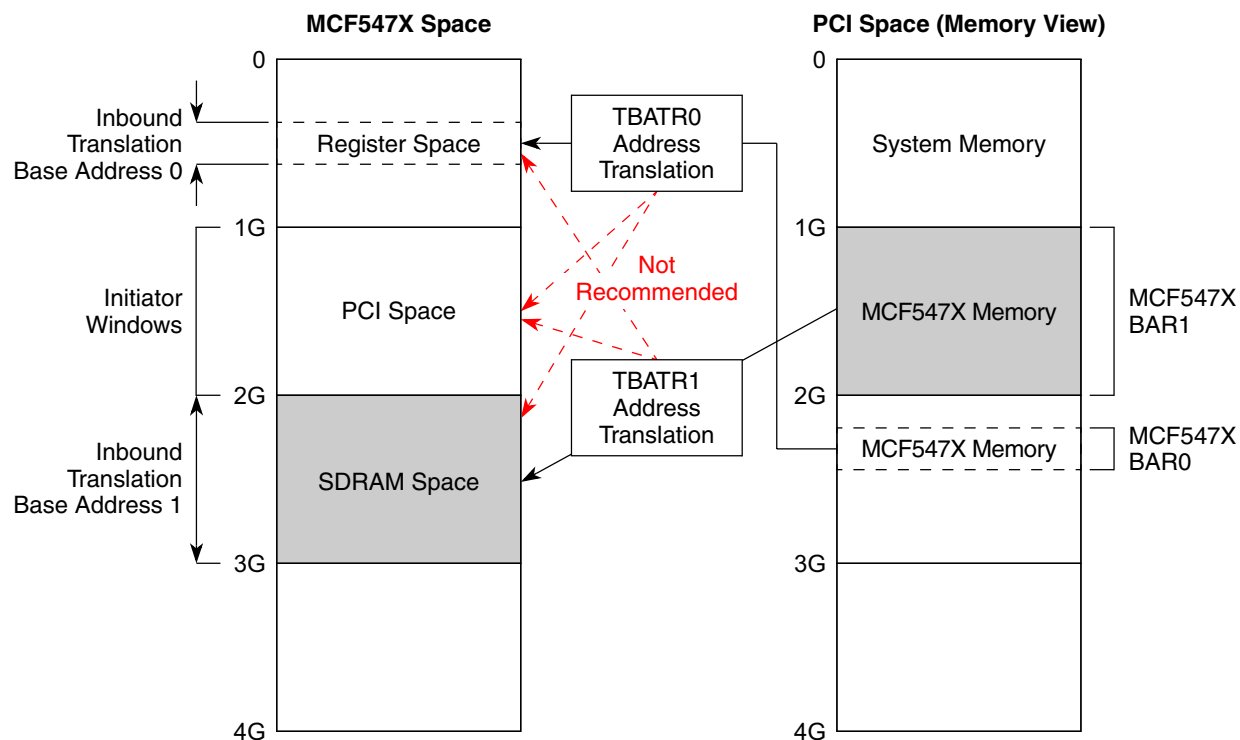 MCF547X Space
PCI Space (Memory View)
0
Inbound
Translation
Base Address 0
Register Space
TBATR0
Address
Translation
0
System Memory
1G
Initiator
Windows
PCI Space
Not
Recommended
1G
MCF547X Memory
MCF547X
BAR1
2G
Inbound
Translation
Base Address 1
SDRAM Space
TBATR1
Address
Translation
2G
MCF547X Memory
MCF547X
BAR0
3G
3G
4G
4G